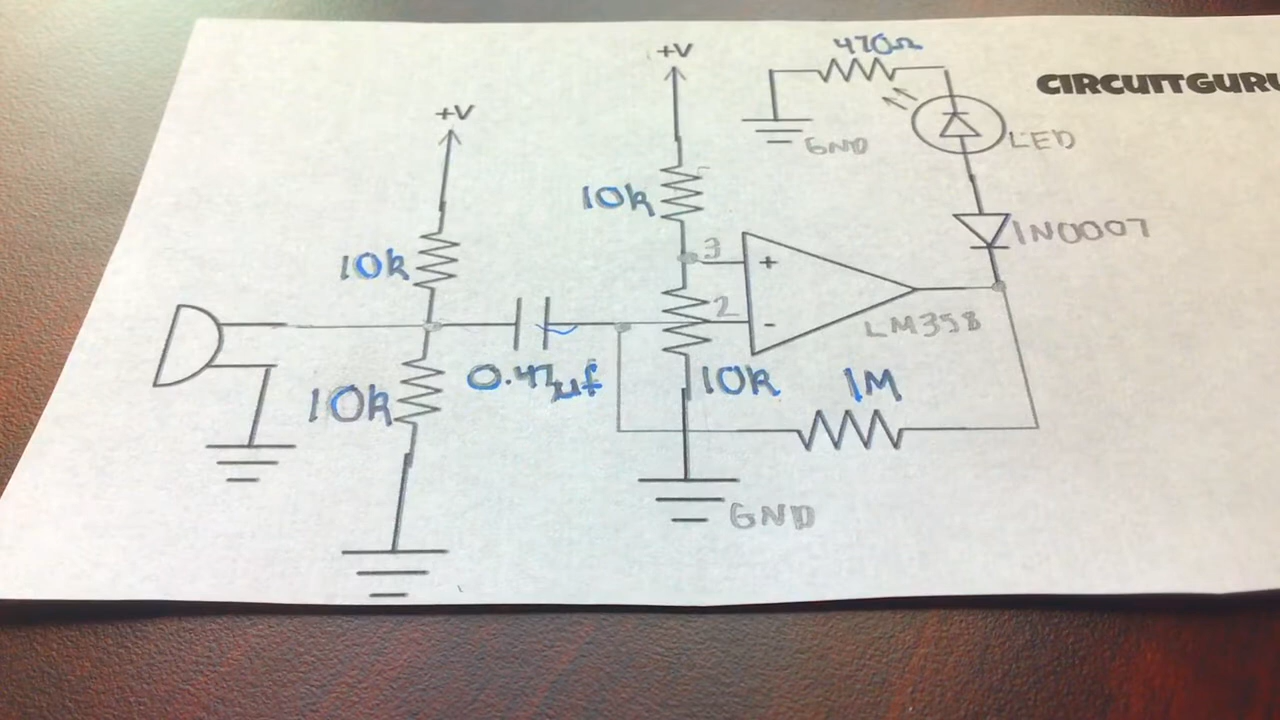 +V
470Ω
CIRCUITGURU
+V
GND
LED
10k
3
1N0007
+
10k
2
-
LM358
0.47µf
10k
10k
1M
GND